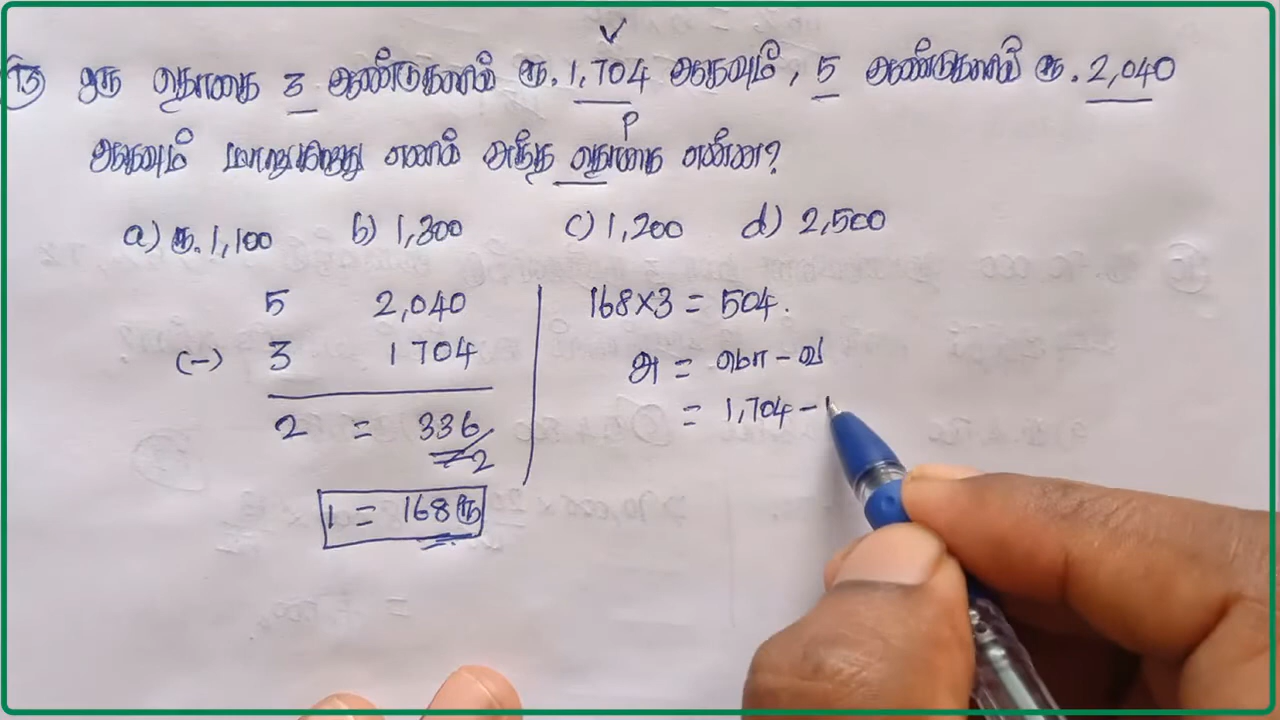 13 ஒரு தொகை 3 ஆண்டுகளில் ரூ.1,704 ஆகவும், 5 ஆண்டுகளில் ரூ. 2,040
P
ஆகவும் மாறுகிறது எனில் அந்த தொகை என்ன?
a) ரூ.1,100 b) 1,300 c) 1,200 d) 2,500
5 2,040
(-) 3 1704
2 = 336
2
1 = 168 ரூ
168×3 = 504.
அ = மொ - வ
= 1,704 -